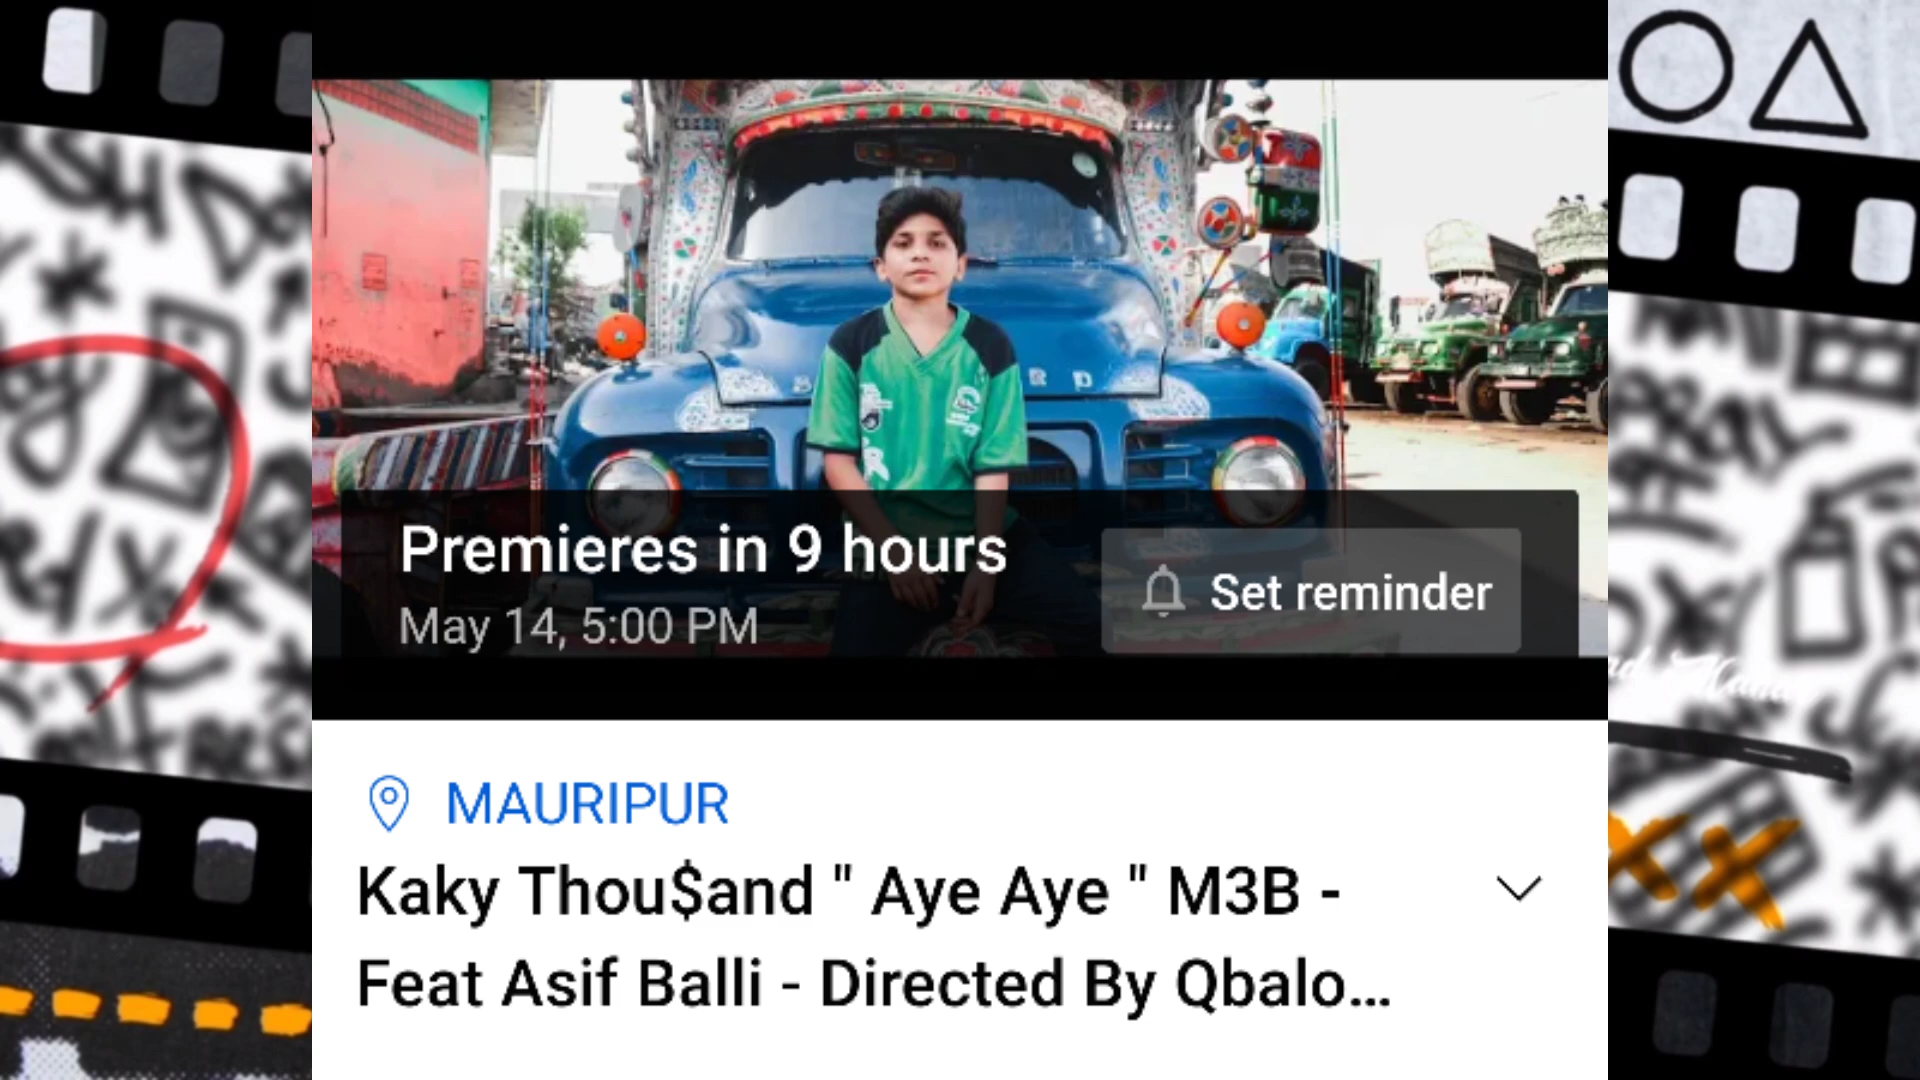 Premieres in 9 hours
May 14, 5:00 PM
Set reminder
MAURIPUR
Kaky Thou$and " Aye Aye " M3B -
Feat Asif Balli - Directed By Qbalo...